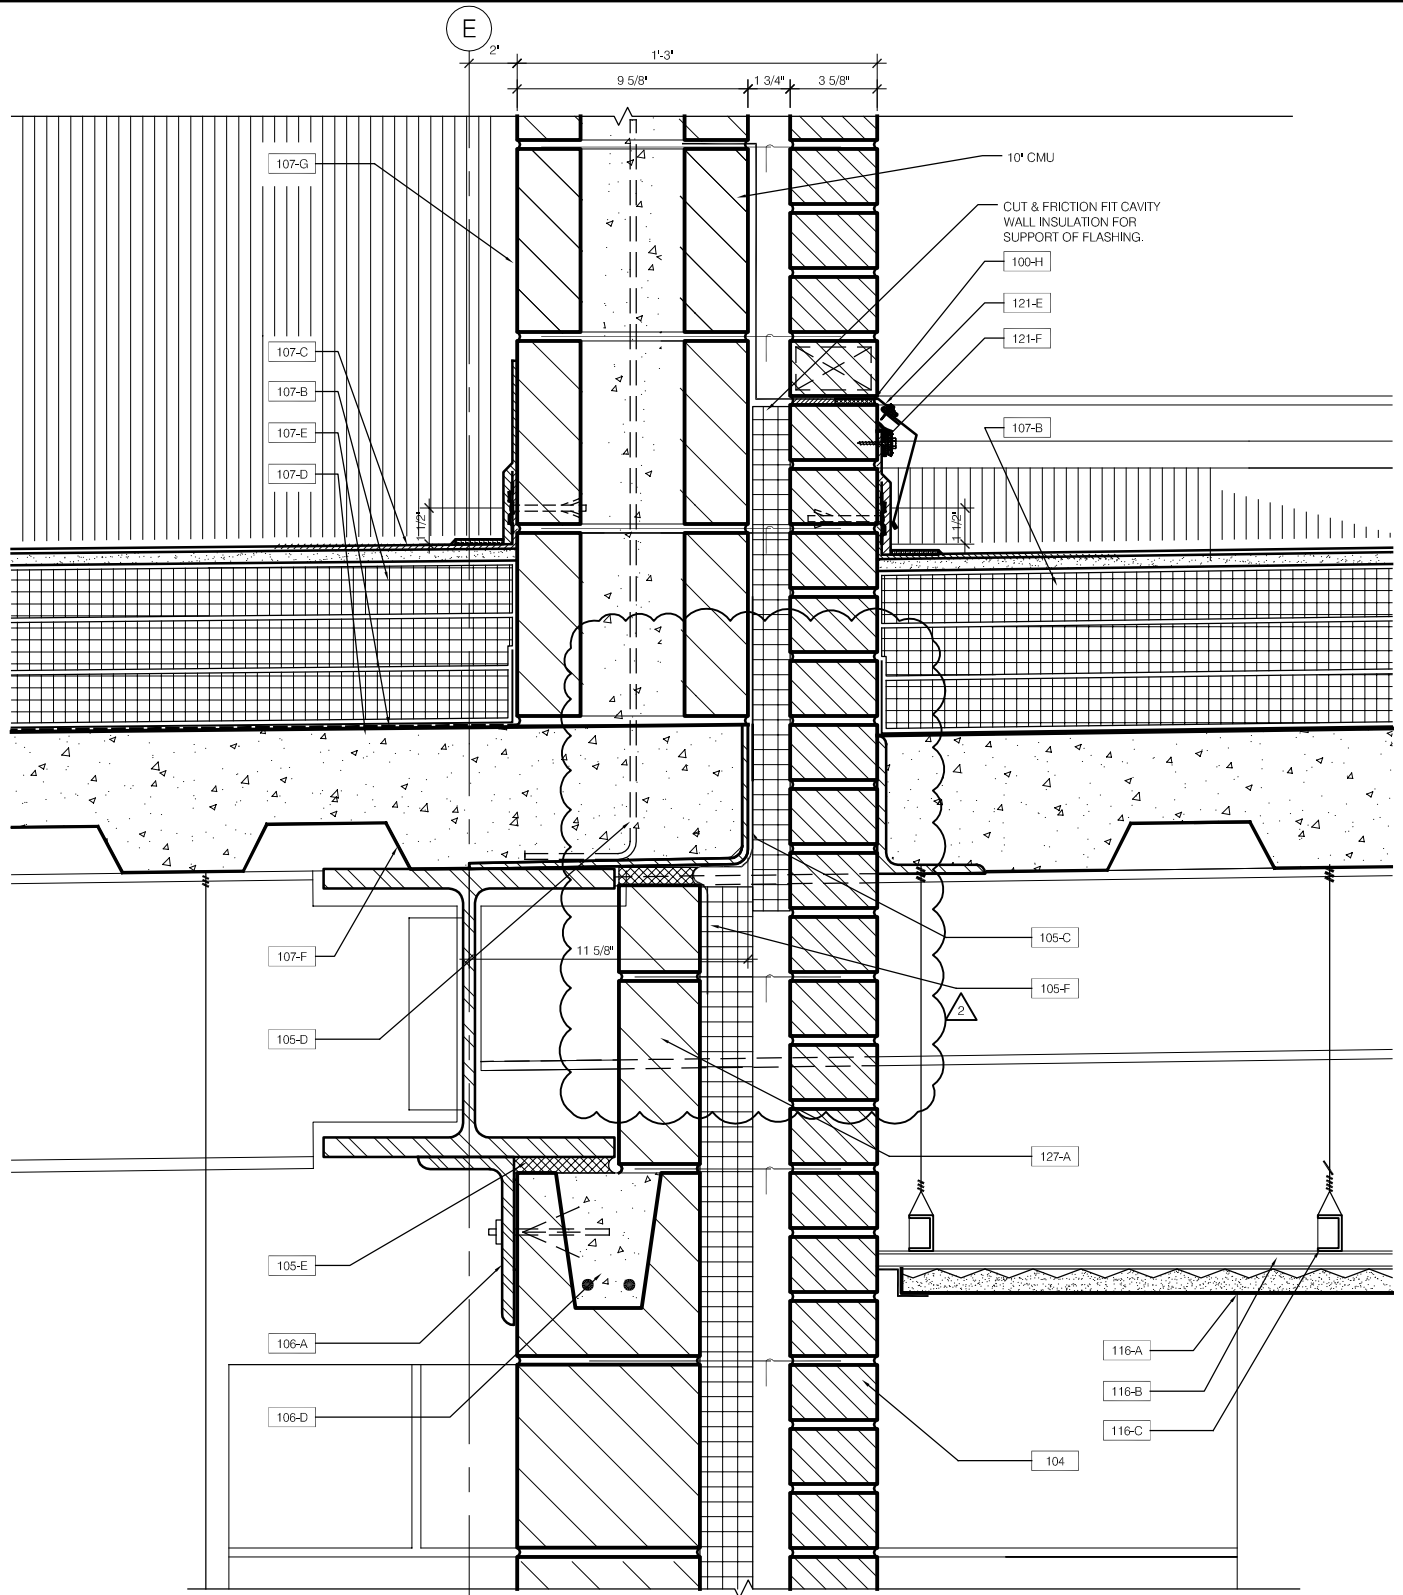 E
2"
1'-3"
9 5/8"
1 3/4"
3 5/8"
107-G
10" CMU
CUT & FRICTION FIT CAVITY
WALL INSULATION FOR
SUPPORT OF FLASHING.
100-H
121-E
121-F
107-C
107-B
107-E
107-D
107-B
1 1/2"
1 1/2"
107-F
11 5/8"
105-C
105-F
2
105-D
127-A
105-E
106-A
106-D
116-A
116-B
116-C
104